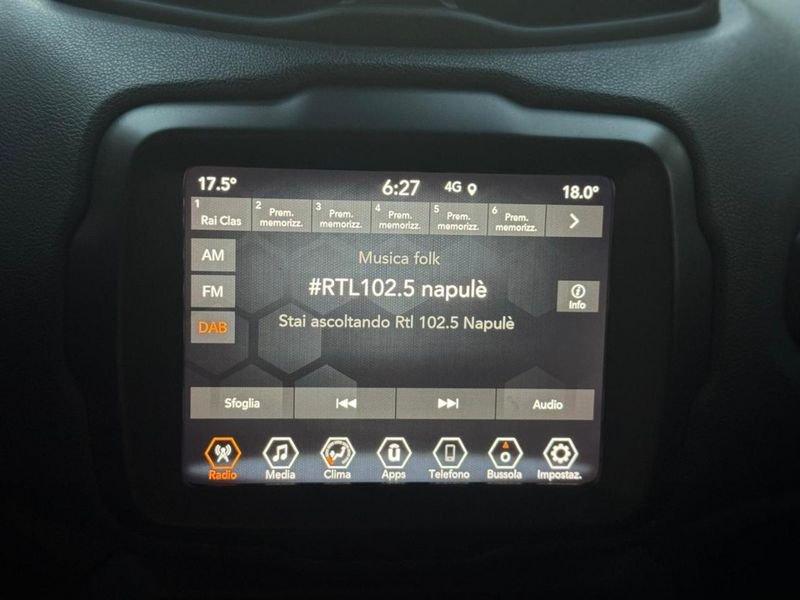 17.5° 6:27 4G 18.0°
1 Rai Clas
2 Prem. memorizz.
3 Prem. memorizz.
4 Prem. memorizz.
5 Prem. memorizz.
6 Prem. memorizz.
AM
Musica folk
FM
#RTL102.5 napulè
i Info
DAB
Stai ascoltando Rtl 102.5 Napulè
Sfoglia Audio
Radio Media Clima Apps Telefono Bussola Impostaz.